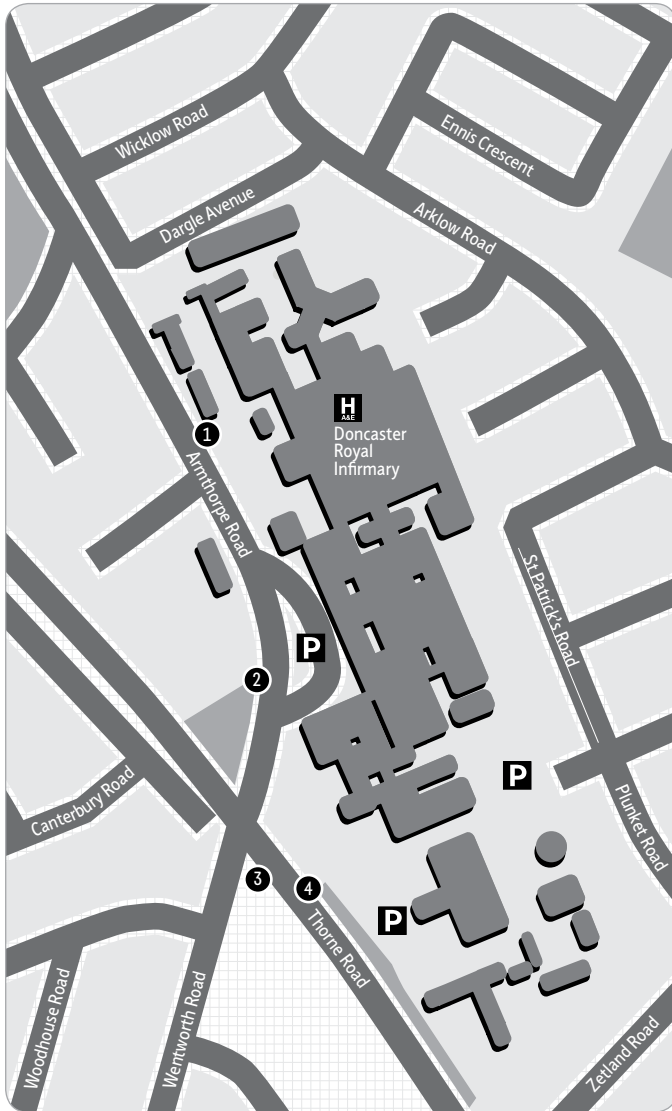 Wicklow Road
Ennis Crescent
Dargle Avenue
Arklow Road
H
A&E
Doncaster
Royal
Infirmary
1
Armthorpe Road
St Patrick's Road
P
2
P
Canterbury Road
Plunket Road
3
4
P
Thorne Road
Woodhouse Road
Wentworth Road
Zetland Road